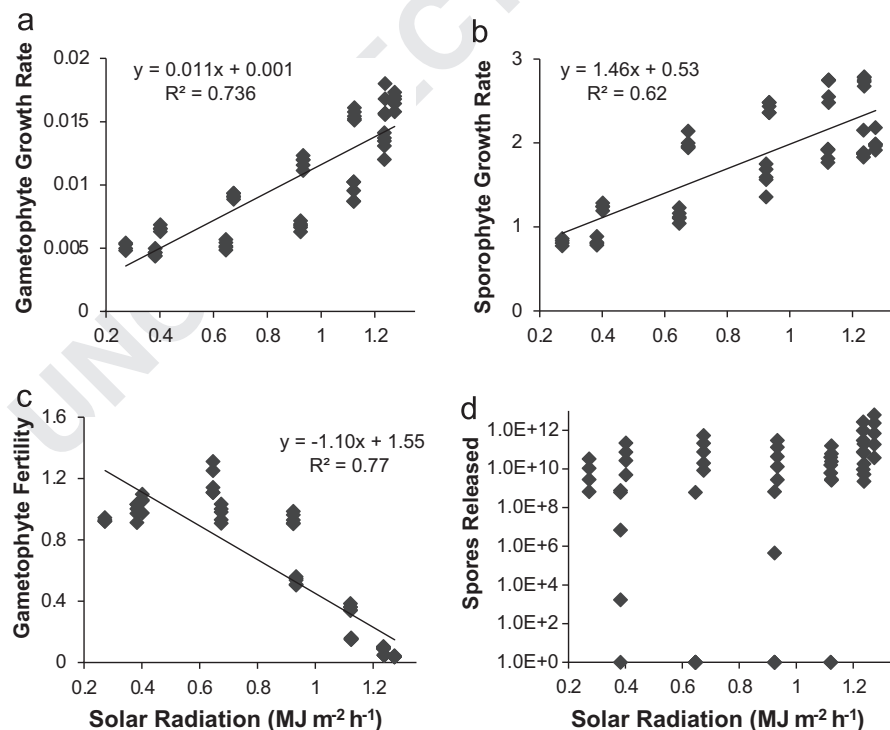 a
0.02
0.015
0.01
0.005
0
0.2 0.4 0.6 0.8 1 1.2
Gametophyte Growth Rate
y = 0.011x + 0.001
R² = 0.736
b
3
2
1
0
0.2 0.4 0.6 0.8 1 1.2
Sporophyte Growth Rate
y = 1.46x + 0.53
R² = 0.62
c
1.6
1.2
0.8
0.4
0
0.2 0.4 0.6 0.8 1 1.2
Gametophyte Fertility
y = -1.10x + 1.55
R² = 0.77
Solar Radiation (MJ m⁻² h⁻¹)
d
1.0E+12
1.0E+10
1.0E+8
1.0E+6
1.0E+4
1.0E+2
1.0E+0
0.2 0.4 0.6 0.8 1 1.2
Spores Released
Solar Radiation (MJ m⁻² h⁻¹)